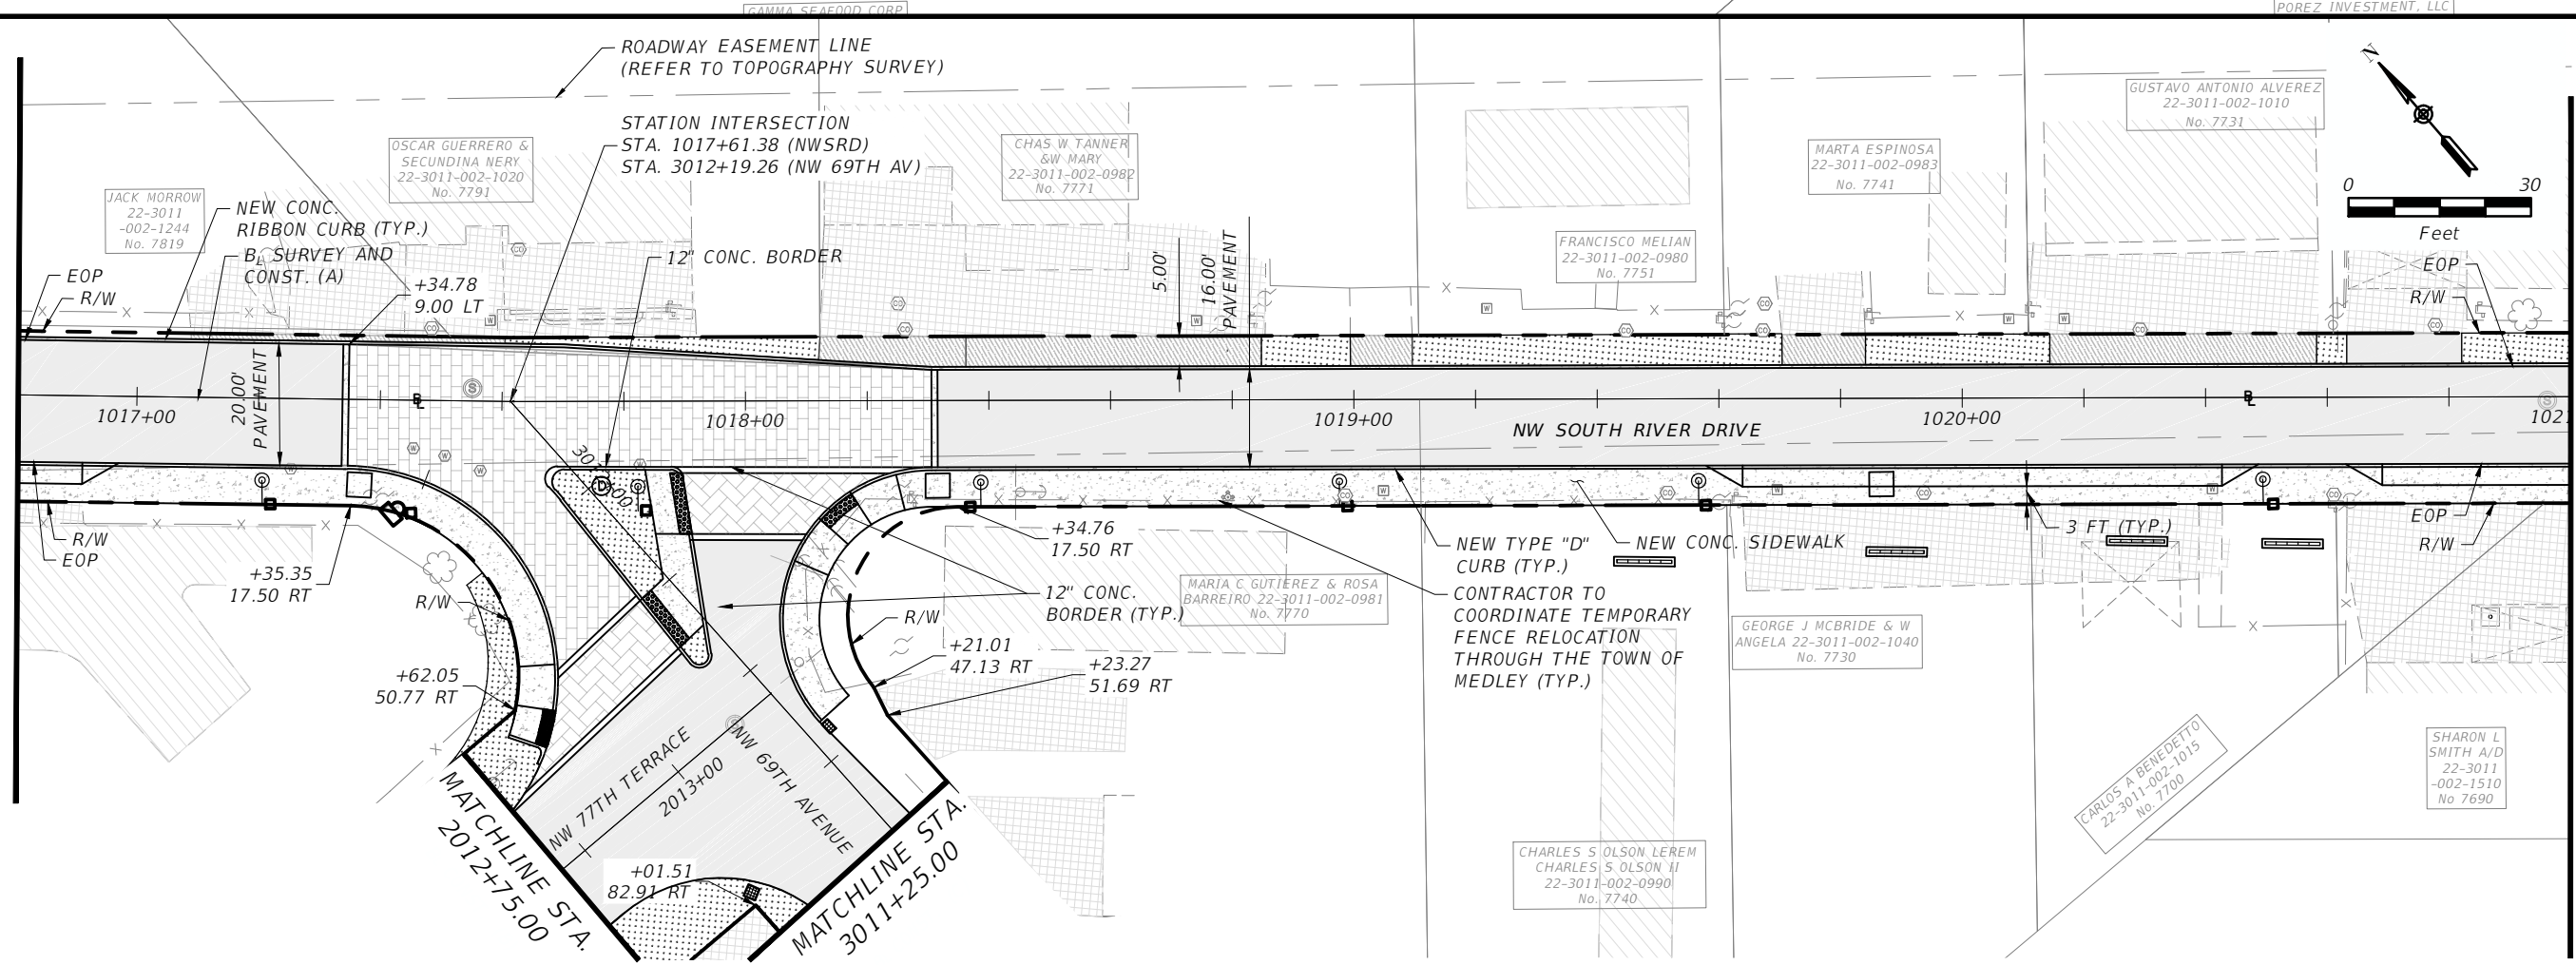 GAMMA SEAFOOD CORP
POREZ INVESTMENT, LLC
ROADWAY EASEMENT LINE
(REFER TO TOPOGRAPHY SURVEY)
STATION INTERSECTION
STA. 1017+61.38 (NWSRD)
STA. 3012+19.26 (NW 69TH AV)
OSCAR GUERRERO &
SECUNDINA NERY
22-3011-002-1020
No. 7791
CHAS W TANNER
&W MARY
22-3011-002-0982
No. 7771
MARTA ESPINOSA
22-3011-002-0983
No. 7741
GUSTAVO ANTONIO ALVEREZ
22-3011-002-1010
No. 7731
N
0 30
Feet
JACK MORROW
22-3011
-002-1244
No. 7819
NEW CONC.
RIBBON CURB (TYP.)
BL SURVEY AND
CONST. (A)
EOP
R/W
+34.78
9.00 LT
12" CONC. BORDER
5.00'
16.00'
PAVEMENT
FRANCISCO MELIAN
22-3011-002-0980
No. 7751
EOP
R/W
20.00'
PAVEMENT
1017+00
BL
1018+00
1019+00
NW SOUTH RIVER DRIVE
1020+00
BL
1021
R/W
EOP
+35.35
17.50 RT
R/W
+62.05
50.77 RT
+34.76
17.50 RT
12" CONC.
BORDER (TYP.)
R/W
+21.01
47.13 RT
+23.27
51.69 RT
MARIA C GUTIEREZ & ROSA
BARREIRO 22-3011-002-0981
No. 7770
NEW TYPE "D"
CURB (TYP.)
NEW CONC. SIDEWALK
CONTRACTOR TO
COORDINATE TEMPORARY
FENCE RELOCATION
THROUGH THE TOWN OF
MEDLEY (TYP.)
3 FT (TYP.)
EOP
R/W
GEORGE J MCBRIDE & W
ANGELA 22-3011-002-1040
No. 7730
CARLOS A BENEDETTO
22-3011-002-1015
No. 7700
SHARON L
SMITH A/D
22-3011
-002-1510
No 7690
CHARLES S OLSON LEREM
CHARLES S OLSON II
22-3011-002-0990
No. 7740
NW 77TH TERRACE
2013+00
NW 69TH AVENUE
+01.51
82.91 RT
MATCHLINE STA.
2012+75.00
MATCHLINE STA.
3011+25.00